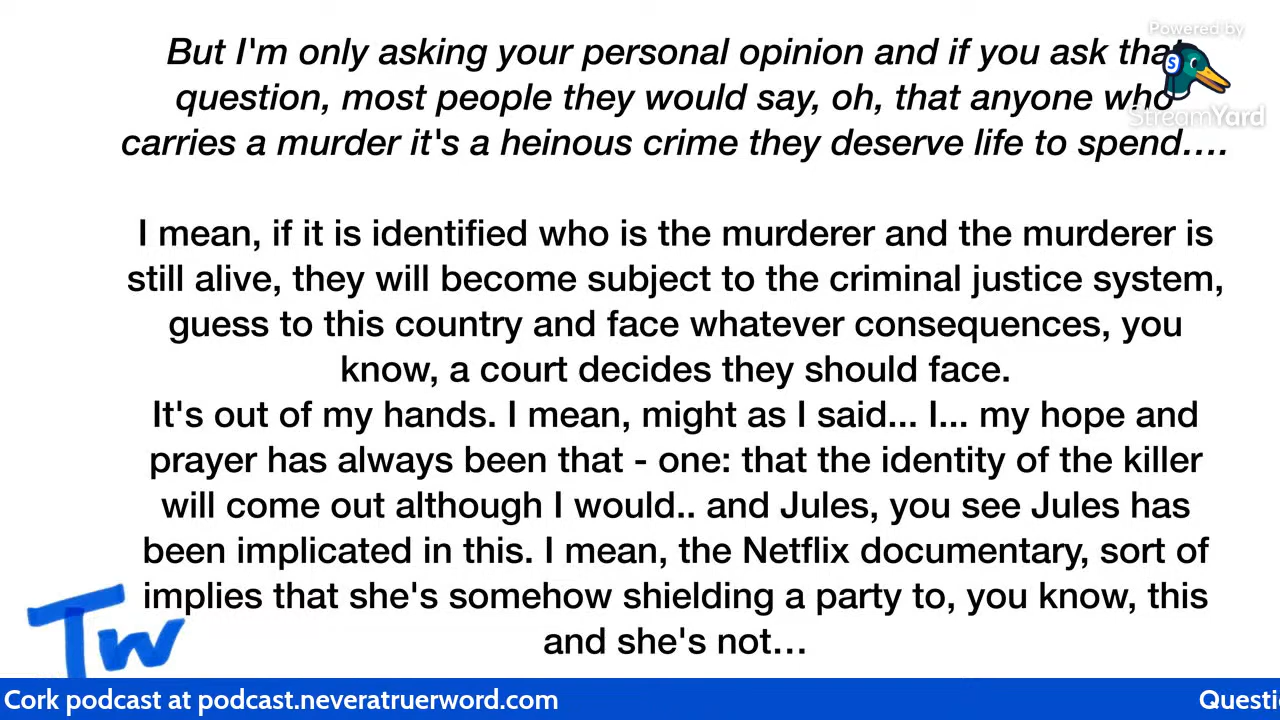 Powered by
But I'm only asking your personal opinion and if you ask that
question, most people they would say, oh, that anyone who
StreamYard
carries a murder it's a heinous crime they deserve life to spend....
I mean, if it is identified who is the murderer and the murderer is
still alive, they will become subject to the criminal justice system,
guess to this country and face whatever consequences, you
know, a court decides they should face.
It's out of my hands. I mean, might as I said... I... my hope and
prayer has always been that - one: that the identity of the killer
will come out although I would.. and Jules, you see Jules has
been implicated in this. I mean, the Netflix documentary, sort of
implies that she's somehow shielding a party to, you know, this
and she's not...
Tw
Cork podcast at podcast.neveratruerword.com
Questi